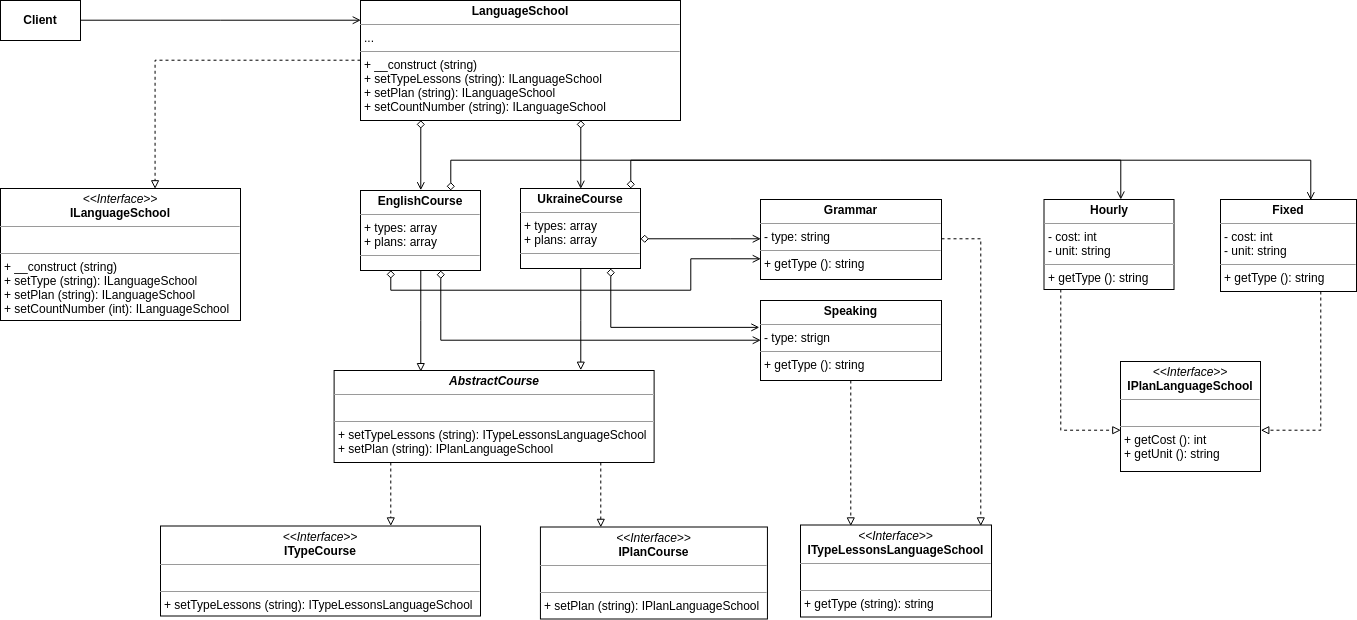 Client
LanguageSchool
...
+ __construct (string)
+ setTypeLessons (string): ILanguageSchool
+ setPlan (string): ILanguageSchool
+ setCountNumber (string): ILanguageSchool
<<Interface>>
ILanguageSchool
+ __construct (string)
+ setType (string): ILanguageSchool
+ setPlan (string): ILanguageSchool
+ setCountNumber (int): ILanguageSchool
EnglishCourse
+ types: array
+ plans: array
UkraineCourse
+ types: array
+ plans: array
Grammar
- type: string
+ getType (): string
Speaking
- type: strign
+ getType (): string
Hourly
- cost: int
- unit: string
+ getType (): string
Fixed
- cost: int
- unit: string
+ getType (): string
<<Interface>>
IPlanLanguageSchool
+ getCost (): int
+ getUnit (): string
AbstractCourse
+ setTypeLessons (string): ITypeLessonsLanguageSchool
+ setPlan (string): IPlanLanguageSchool
<<Interface>>
ITypeCourse
+ setTypeLessons (string): ITypeLessonsLanguageSchool
<<Interface>>
IPlanCourse
+ setPlan (string): IPlanLanguageSchool
<<Interface>>
ITypeLessonsLanguageSchool
+ getType (string): string